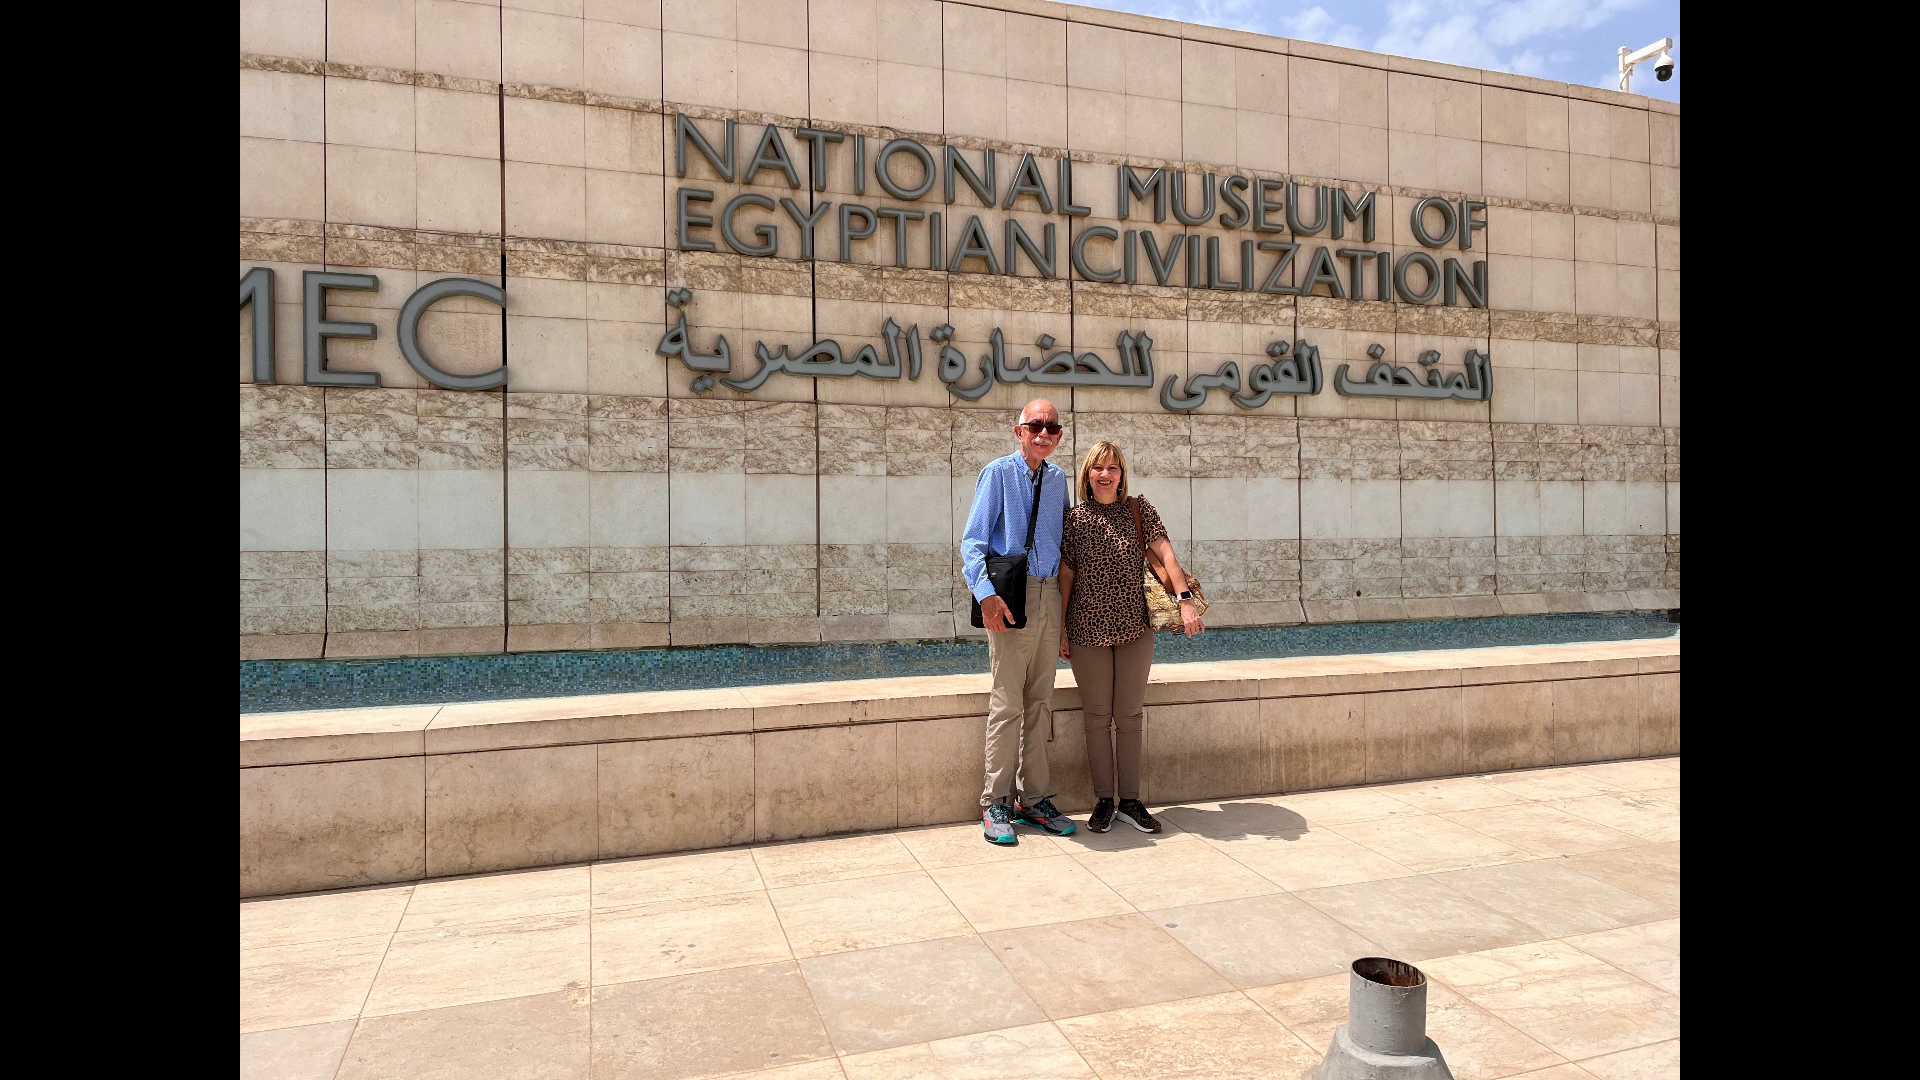 MEC
NATIONAL MUSEUM OF
EGYPTIAN CIVILIZATION
المتحف القومى للحضارة المصرية